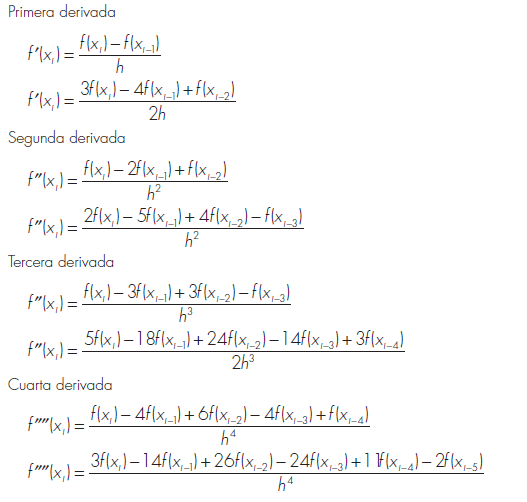 Primera derivada
f′(xᵢ) = f(xᵢ) – f(xᵢ₋₁) / h
f′(xᵢ) = 3f(xᵢ) – 4f(xᵢ₋₁) + f(xᵢ₋₂) / 2h
Segunda derivada
f″(xᵢ) = f(xᵢ) – 2f(xᵢ₋₁) + f(xᵢ₋₂) / h²
f″(xᵢ) = 2f(xᵢ) – 5f(xᵢ₋₁) + 4f(xᵢ₋₂) – f(xᵢ₋₃) / h²
Tercera derivada
f″(xᵢ) = f(xᵢ) – 3f(xᵢ₋₁) + 3f(xᵢ₋₂) – f(xᵢ₋₃) / h³
f″(xᵢ) = 5f(xᵢ) – 18f(xᵢ₋₁) + 24f(xᵢ₋₂) – 14f(xᵢ₋₃) + 3f(xᵢ₋₄) / 2h³
Cuarta derivada
f″″(xᵢ) = f(xᵢ) – 4f(xᵢ₋₁) + 6f(xᵢ₋₂) – 4f(xᵢ₋₃) + f(xᵢ₋₄) / h⁴
f″″(xᵢ) = 3f(xᵢ) – 14f(xᵢ₋₁) + 26f(xᵢ₋₂) – 24f(xᵢ₋₃) + 11f(xᵢ₋₄) – 2f(xᵢ₋₅) / h⁴